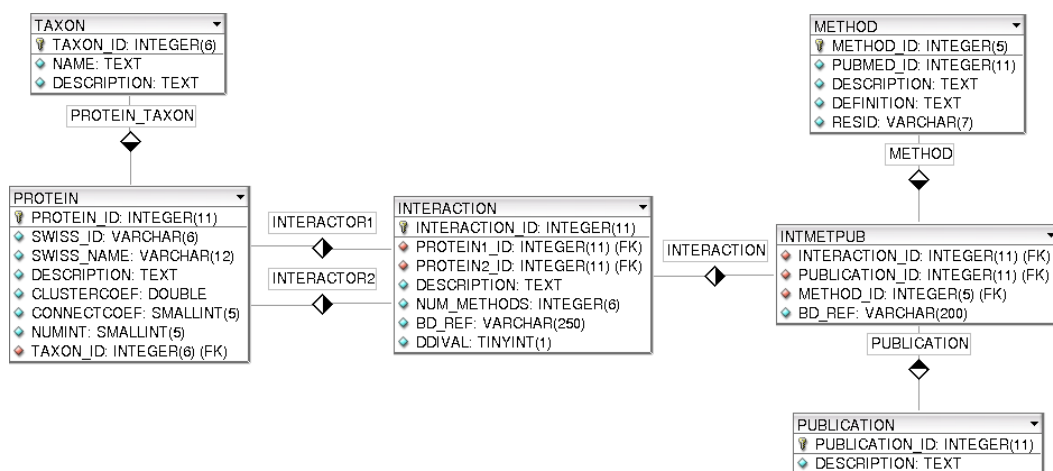 TAXON
TAXON_ID: INTEGER(6)
NAME: TEXT
DESCRIPTION: TEXT
PROTEIN_TAXON
METHOD
METHOD_ID: INTEGER(5)
PUBMED_ID: INTEGER(11)
DESCRIPTION: TEXT
DEFINITION: TEXT
RESID: VARCHAR(7)
METHOD
PROTEIN
PROTEIN_ID: INTEGER(11)
SWISS_ID: VARCHAR(6)
SWISS_NAME: VARCHAR(12)
DESCRIPTION: TEXT
CLUSTERCOEF: DOUBLE
CONNECTCOEF: SMALLINT(5)
NUMINT: SMALLINT(5)
TAXON_ID: INTEGER(6) (FK)
INTERACTOR1
INTERACTOR2
INTERACTION
INTERACTION_ID: INTEGER(11)
PROTEIN1_ID: INTEGER(11) (FK)
PROTEIN2_ID: INTEGER(11) (FK)
DESCRIPTION: TEXT
NUM_METHODS: INTEGER(6)
BD_REF: VARCHAR(250)
DDIVAL: TINYINT(1)
INTERACTION
INTMETPUB
INTERACTION_ID: INTEGER(11) (FK)
PUBLICATION_ID: INTEGER(11) (FK)
METHOD_ID: INTEGER(5) (FK)
BD_REF: VARCHAR(200)
PUBLICATION
PUBLICATION
PUBLICATION_ID: INTEGER(11)
DESCRIPTION: TEXT